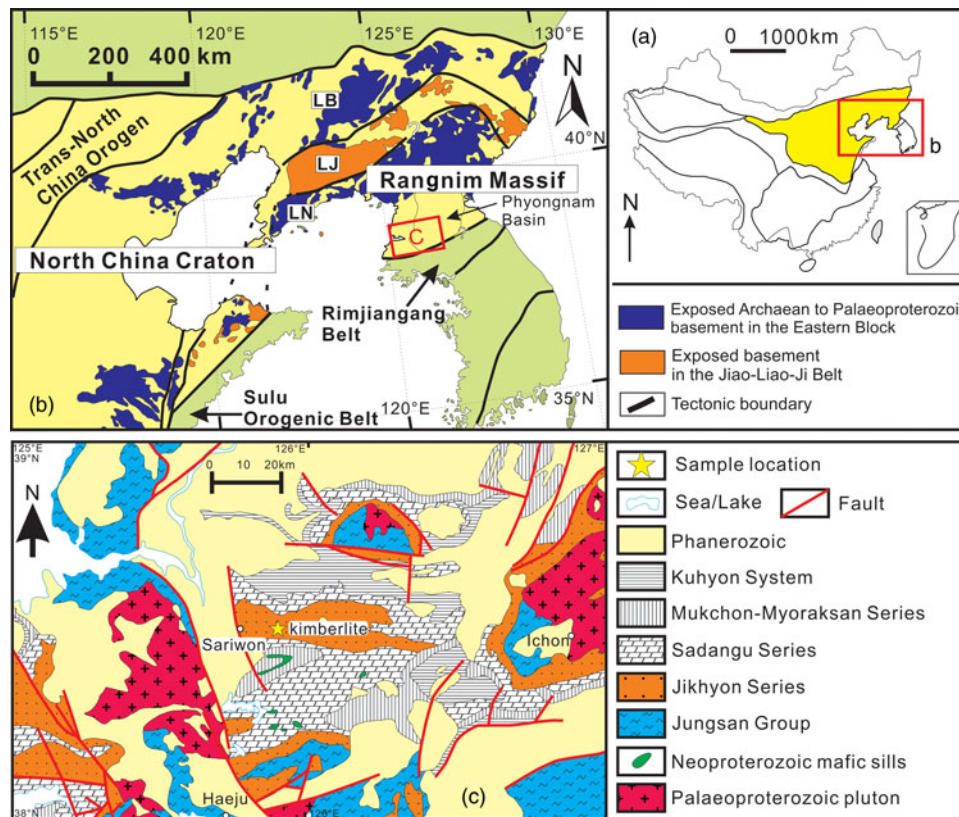 115°E
120°E
125°E
130°E
0 200 400 km
N
LB
Trans-North
China Orogen
40°N
LJ
Rangnim Massif
LN
Phyongnam
Basin
C
North China Craton
Rimjiangang
Belt
Sulu
Orogenic Belt
120°E
35°N
(b)
(a)
0 1000km
b
N
Exposed Archaean to Palaeoproterozoi
basement in the Eastern Block
Exposed basement
in the Jiao-Liao-Ji Belt
Tectonic boundary
125°E
39°N
126°E
127°E
0 10 20km
N
kimberlite
Sariwon
Ichon
Haeju
(c)
38°N
126°E
Sample location
Sea/Lake
Fault
Phanerozoic
Kuhyon System
Mukchon-Myoraksan Series
Sadangu Series
Jikhyon Series
Jungsan Group
Neoproterozoic mafic sills
Palaeoproterozoic pluton